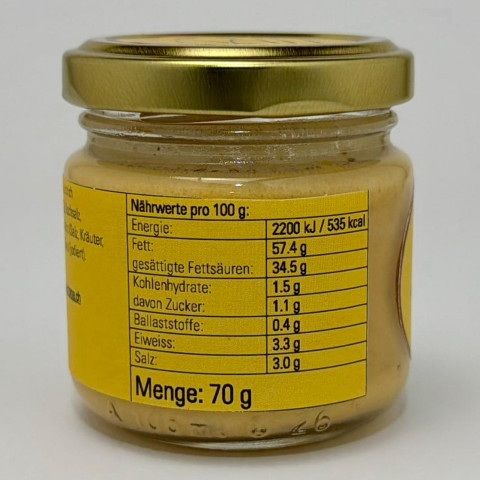 Kräuter,
Nährwerte pro 100 g:
Energie: 2200 kJ / 535 kcal
Fett: 57.4 g
gesättigte Fettsäuren: 34.5 g
Kohlenhydrate: 1.5 g
davon Zucker: 1.1 g
Ballaststoffe: 0.4 g
Eiweiss: 3.3 g
Salz: 3.0 g
Menge: 70 g